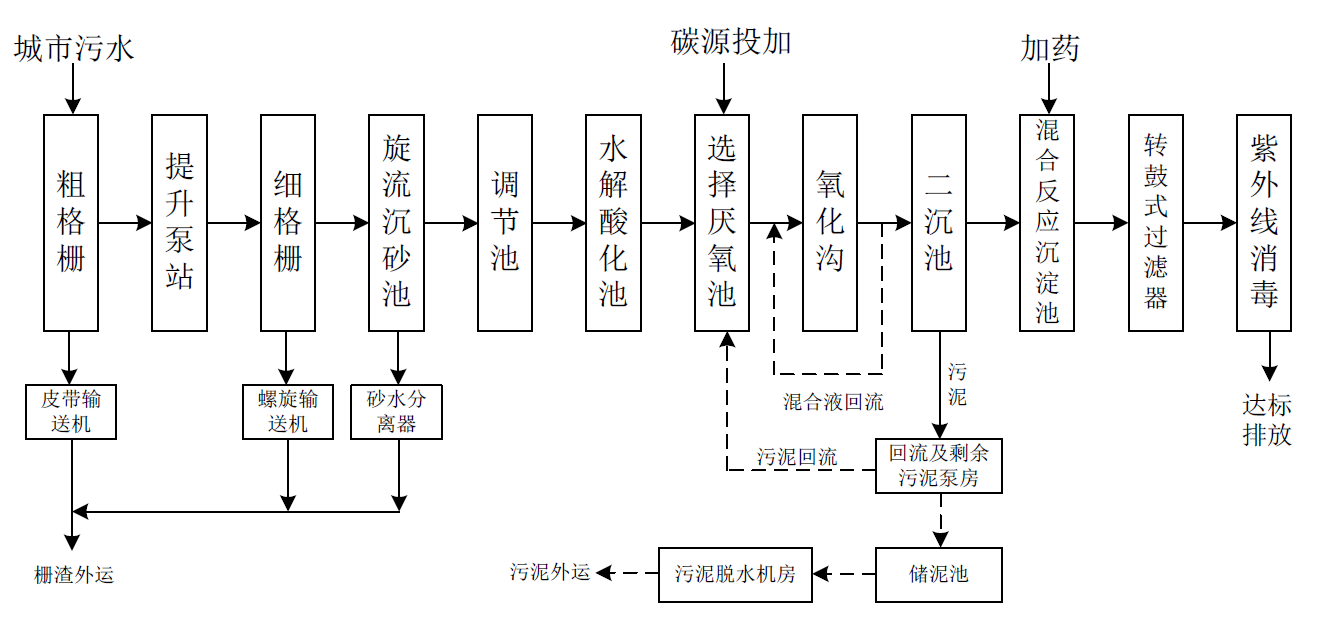 城市污水
碳源投加
加药
粗格栅
提升泵站
细格栅
旋流沉砂池
调节池
水解酸化池
选择厌氧池
氧化沟
二沉池
混合反应沉淀池
转鼓式过滤器
紫外线消毒
皮带输
送机
螺旋输
送机
砂水分
离器
混合液回流
污泥
达标
排放
污泥回流
回流及剩余
污泥泵房
栅渣外运
污泥外运
污泥脱水机房
储泥池